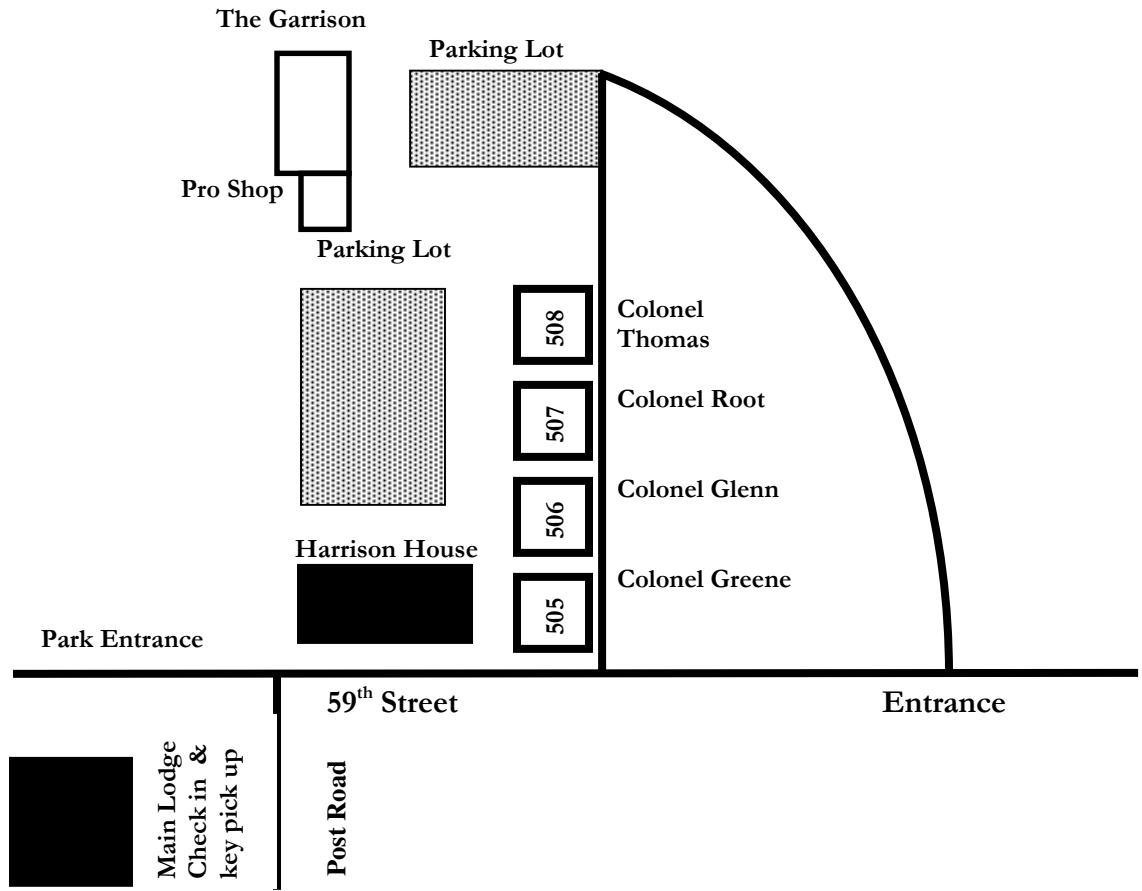 The Garrison
Parking Lot
Pro Shop
Parking Lot
508
Colonel
Thomas
507
Colonel Root
506
Colonel Glenn
Harrison House
505
Colonel Greene
Park Entrance
59th Street
Entrance
Main Lodge
Check in &
key pick up
Post Road